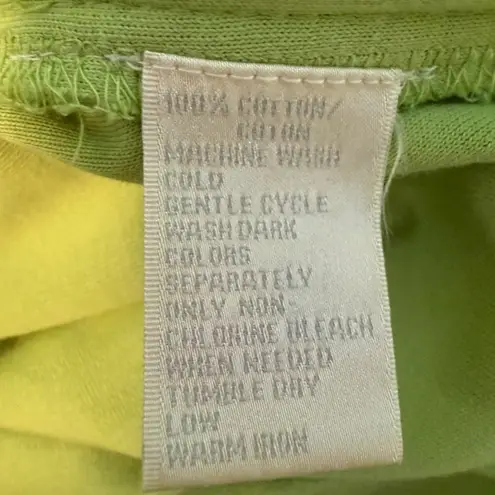 100% COTTON/
COTON
MACHINE WASH
COLD
GENTLE CYCLE
WASH DARK
COLORS
SEPARATELY
ONLY NON-
CHLORINE BLEACH
WHEN NEEDED
TUMBLE DRY
LOW
WARM IRON